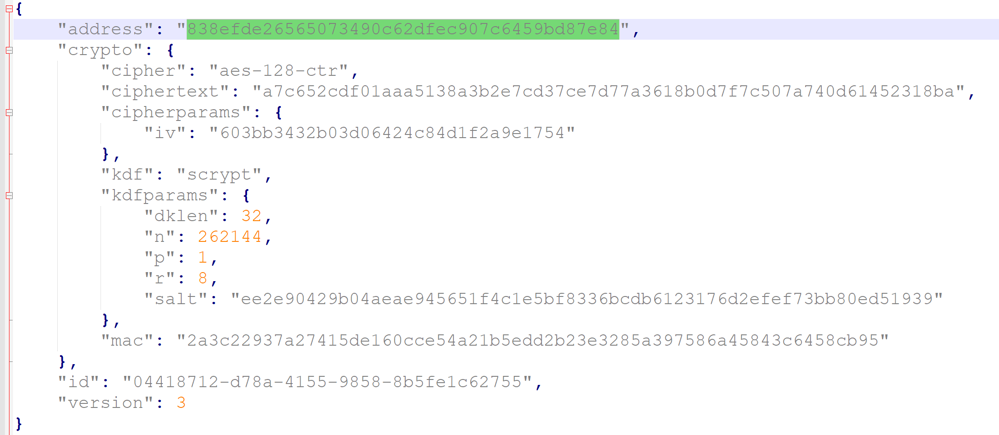 {
    "address": "838efde26565073490c62dfec907c6459bd87e84",
    "crypto": {
        "cipher": "aes-128-ctr",
        "ciphertext": "a7c652cdf01aaa5138a3b2e7cd37ce7d77a3618b0d7f7c507a740d61452318ba",
        "cipherparams": {
            "iv": "603bb3432b03d06424c84d1f2a9e1754"
        },
        "kdf": "scrypt",
        "kdfparams": {
            "dklen": 32,
            "n": 262144,
            "p": 1,
            "r": 8,
            "salt": "ee2e90429b04aeae945651f4c1e5bf8336bcdb6123176d2efef73bb80ed51939"
        },
        "mac": "2a3c22937a27415de160cce54a21b5edd2b23e3285a397586a45843c6458cb95"
    },
    "id": "04418712-d78a-4155-9858-8b5fe1c62755",
    "version": 3
}